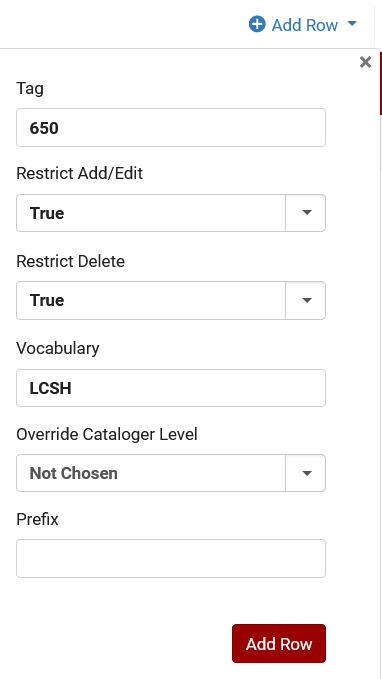 Add Row
Tag
650
Restrict Add/Edit
True
Restrict Delete
True
Vocabulary
LCSH
Override Cataloger Level
Not Chosen
Prefix
Add Row